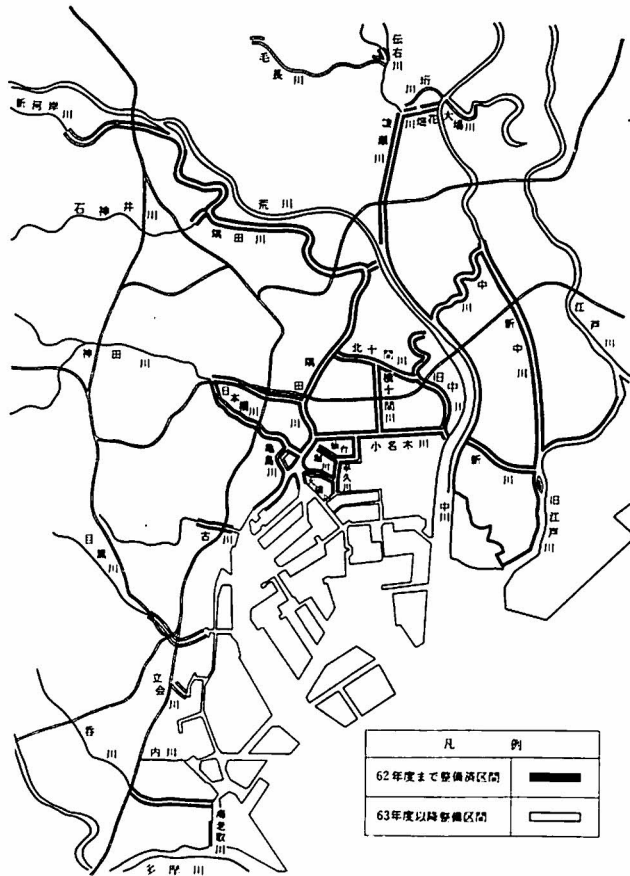 毛長川
伝右川
新河岸川
垳川
花畑川
大場川
綾瀬川
石神井川
荒川
隅田川
中川
新中川
江戸川
神田川
隅田川
北十間川
旧中川
横十間川
日本橋川
小名木川
亀島川
新川
中川
旧江戸川
古川
目黒川
立会川
呑川
内川
海老取川
多摩川
凡例
62年度まで整備済区間
63年度以降整備区間